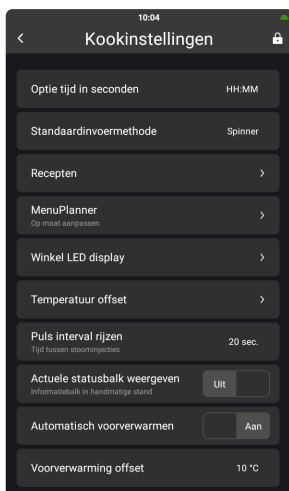 10:04
Kookinstellingen
Optie tijd in seconden HH:MM
Standaardinvoermethode Spinner
Recepten
MenuPlanner
Op maat aanpassen
Winkel LED display
Temperatuur offset
Puls interval rijzen 20 sec.
Tijd tussen stoominjecties
Actuele statusbalk weergeven Uit
Informatiebalk in handmatige stand
Automatisch voorverwarmen Aan
Voorverwarming offset 10 °C